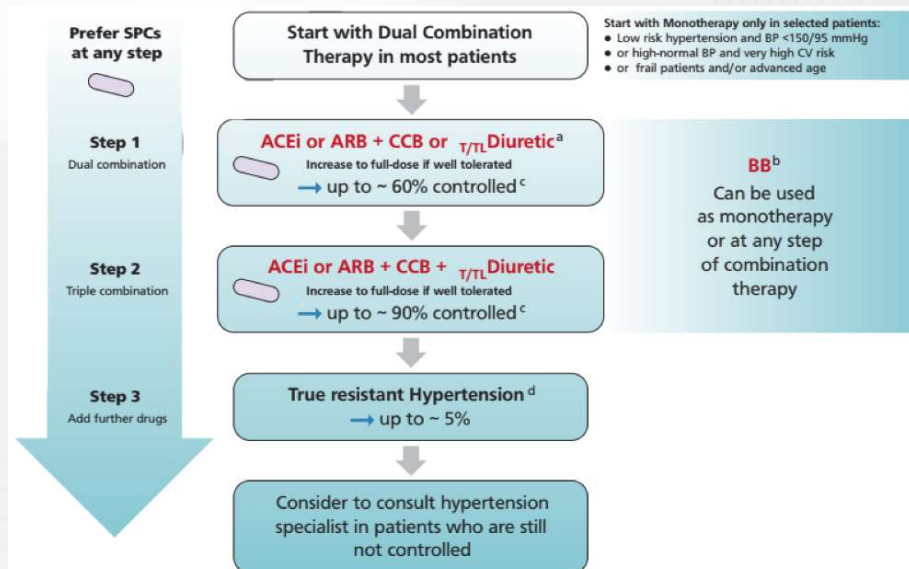 Prefer SPCs
at any step
Start with Dual Combination
Therapy in most patients
Start with Monotherapy only in selected patients:
● Low risk hypertension and BP <150/95 mmHg
● or high-normal BP and very high CV risk
● or frail patients and/or advanced age
Step 1
Dual combination
ACEi or ARB + CCB or T/TLDiuretic a
Increase to full-dose if well tolerated
→ up to ~ 60% controlled c
BB b
Can be used
as monotherapy
or at any step
of combination
therapy
Step 2
Triple combination
ACEi or ARB + CCB + T/TLDiuretic
Increase to full-dose if well tolerated
→ up to ~ 90% controlled c
Step 3
Add further drugs
True resistant Hypertension d
→ up to ~ 5%
Consider to consult hypertension
specialist in patients who are still
not controlled